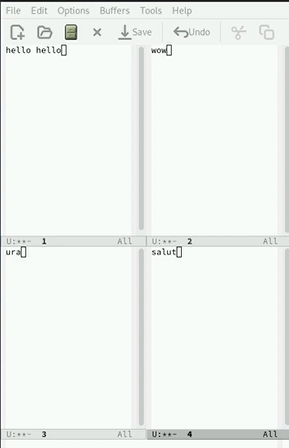 File Edit Options Buffers Tools Help
Save Undo
hello hello
wow
U:**- 1 All
U:**- 2 All
ura
salut
U:**- 3 All
U:**- 4 All